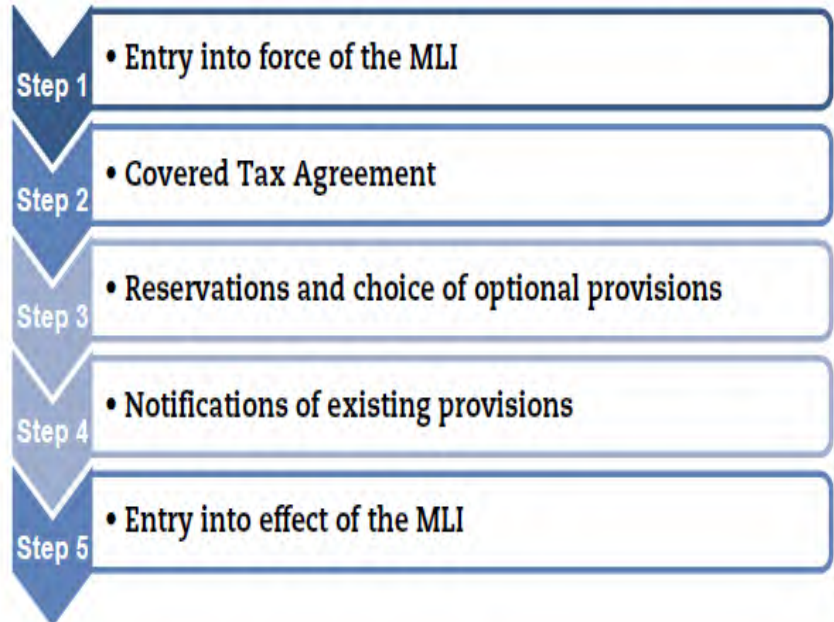 Step 1
• Entry into force of the MLI
Step 2
• Covered Tax Agreement
Step 3
• Reservations and choice of optional provisions
Step 4
• Notifications of existing provisions
Step 5
• Entry into effect of the MLI